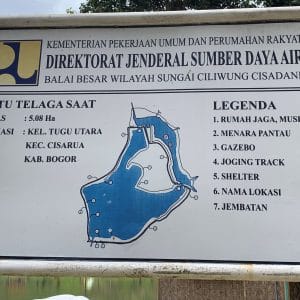 KEMENTERIAN PEKERJAAN UMUM DAN PERUMAHAN RAKYAT
DIREKTORAT JENDERAL SUMBER DAYA AIR
BALAI BESAR WILAYAH SUNGAI CILIWUNG CISADANE
TU TELAGA SAAT
S : 5.08 Ha
ASI : KEL. TUGU UTARA
KEC. CISARUA
KAB. BOGOR
LEGENDA
1. RUMAH JAGA, MUSH
2. MENARA PANTAU
3. GAZEBO
4. JOGING TRACK
5. SHELTER
6. NAMA LOKASI
7. JEMBATAN